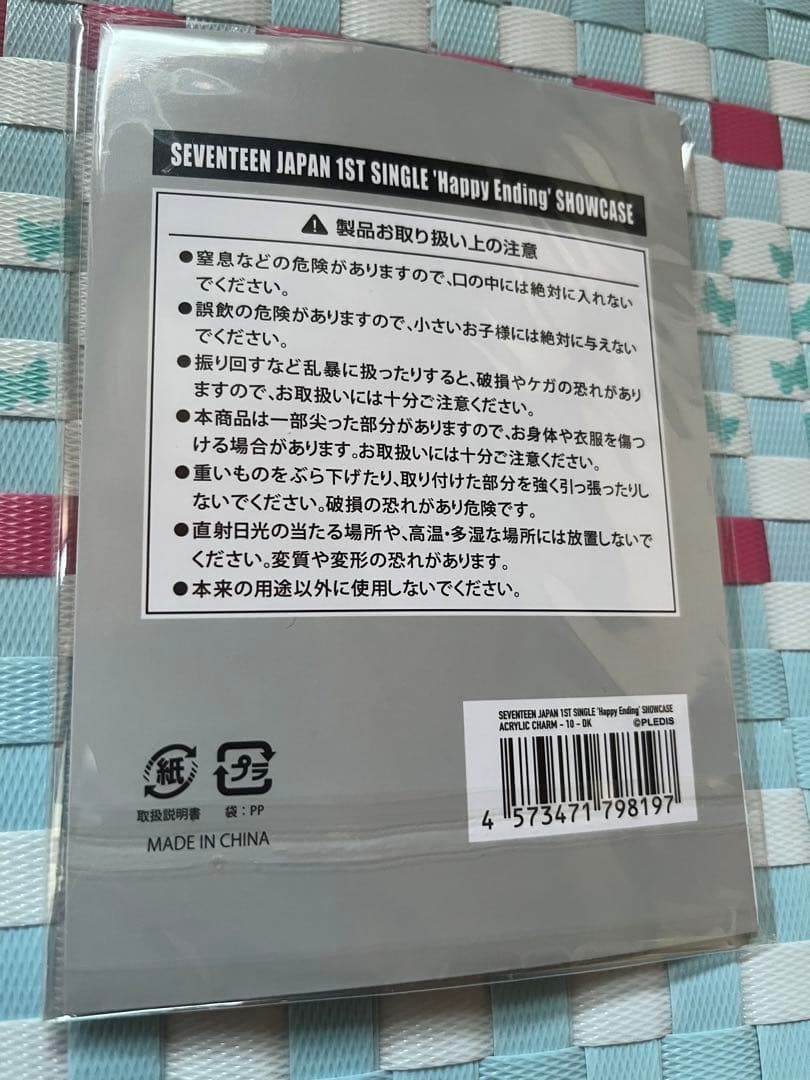 SEVENTEEN JAPAN 1ST SINGLE 'Happy Ending' SHOWCASE
製品お取り扱い上の注意
●窒息などの危険がありますので、口の中には絶対に入れない
でください。
●誤飲の危険がありますので、小さいお子様には絶対に与えない
でください。
●振り回すなど乱暴に扱ったりすると、破損やケガの恐れがあり
ますので、お取扱いには十分ご注意ください。
●本商品は一部尖った部分がありますので、お身体や衣服を傷つ
ける場合があります。お取扱いには十分ご注意ください。
●重いものをぶら下げたり、取り付けた部分を強く引っ張ったりし
ないでください。破損の恐れがあり危険です。
●直射日光の当たる場所や、高温・多湿な場所には放置しないで
ください。変質や変形の恐れがあります。
●本来の用途以外に使用しないでください。
SEVENTEEN JAPAN 1ST SINGLE 'Happy Ending' SHOWCASE
ACRYLIC CHARM - 10 - DK ©PLEDIS
4 573471 798197
紙 プラ
取扱説明書 袋：PP
MADE IN CHINA